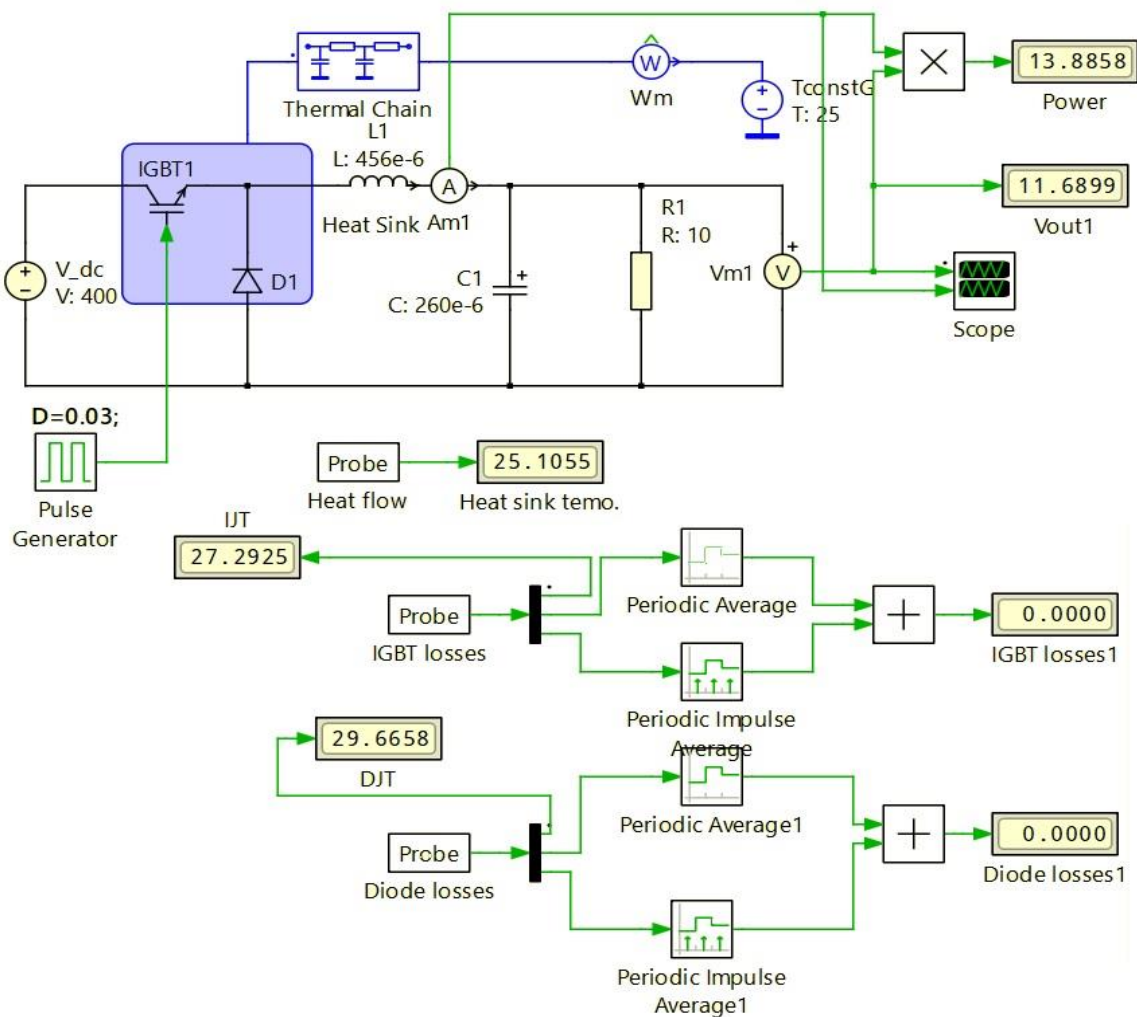 13.8858
Power
Thermal Chain
W
Wm
TconstG
T: 25
L1
L: 456e-6
IGBT1
A
Heat Sink
Am1
11.6899
Vout1
R1
R: 10
V_dc
V: 400
D1
C1
C: 260e-6
Vm1
V
Scope
D=0.03;
Pulse
Generator
Probe
Heat flow
25.1055
Heat sink temo.
IJT
27.2925
Periodic Average
Probe
IGBT losses
0.0000
IGBT losses1
Periodic Impulse
Average
29.6658
DJT
Periodic Average1
Probe
Diode losses
0.0000
Diode losses1
Periodic Impulse
Average1